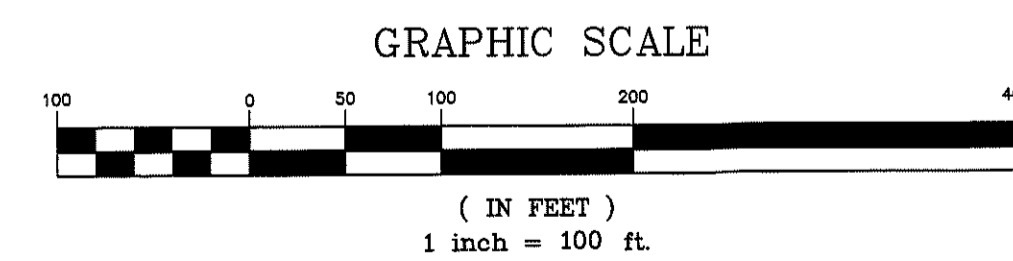 GRAPHIC SCALE
100 0 50 100 200
( IN FEET )
1 inch = 100 ft.